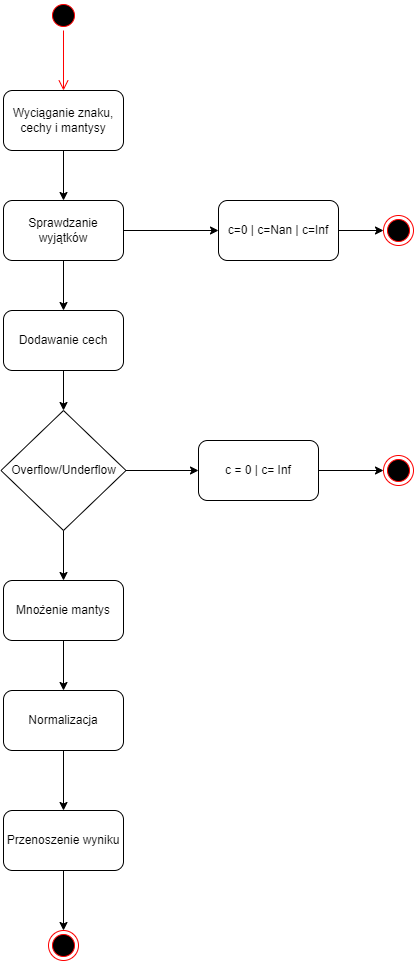 Wyciąganie znaku,
cechy i mantysy
Sprawdzanie
wyjątków
c=0 | c=Nan | c=Inf
Dodawanie cech
Overflow/Underflow
c = 0 | c= Inf
Mnożenie mantys
Normalizacja
Przenoszenie wyniku